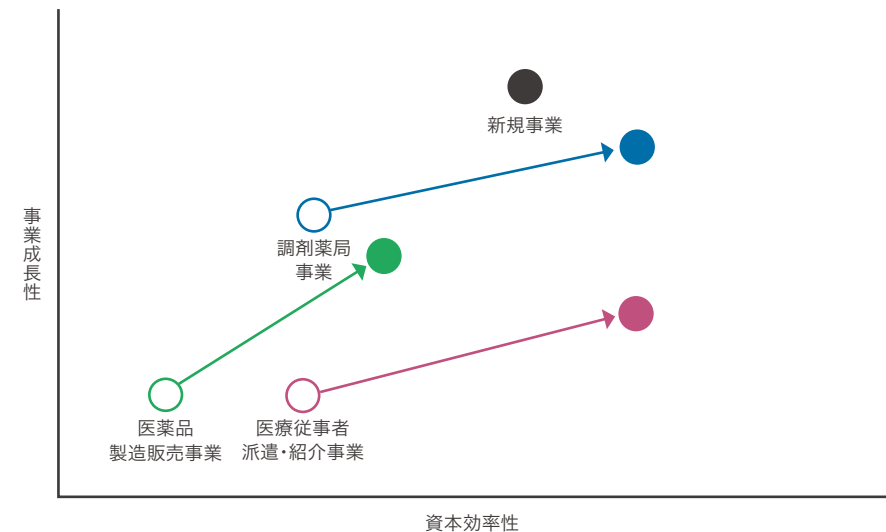 新規事業
調剤薬局
事業
事業成長性
医薬品
製造販売事業
医療従事者
派遣・紹介事業
資本効率性